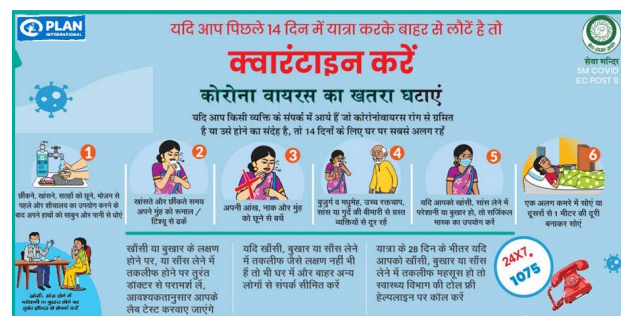 PLAN
INTERNATIONAL
यदि आप पिछले 14 दिन में यात्रा करके बाहर से लौटें है तो
क्वारंटाइन करें
कोरोना वायरस का खतरा घटाएं
यदि आप किसी व्यक्ति के संपर्क में आये हैं जो कोरोनोवायरस रोग से ग्रसित
है या उसे होने का संदेह है, तो 14 दिनों के लिए घर पर सबसे अलग रहें
सेवा मन्दिर
SM COVID
IEC POST 8
1
छींकने, खांसने, सतहों को छूने, भोजन से
पहले और शौचालय का उपयोग करने के
बाद अपने हाथों को साबुन और पानी से धोएं
2
खांसते और छींकते समय
अपने मुंह को रूमाल /
टिश्यू से ढकें
3
अपनी आंख, नाक और मुंह
को छूने से बचें
4
बुजुर्ग व मधुमेह, उच्च रक्तचाप,
सास या गुर्दे की बीमारी से ग्रस्त
व्यक्तियों से दूर रहें
5
यदि आपको खांसी, सांस लेने में
परेशानी या बुखार हो, तो सर्जिकल
मास्क का उपयोग करें
6
एक अलग कमरे में सोएं या
दूसरों से 1 मीटर की दूरी
बनाकर सोएं
खाँसी, सांस लेने में
परेशानी या बुखार होने पर
तुरंत डॉक्टर से संपर्क करें
खाँसी या बुखार के लक्षण
होने पर, या साँस लेने में
तकलीफ होने पर तुरंत
डॉक्टर से परामर्श लें,
आवश्यकतानुसार आपके
लेब टेस्ट करवाए जाएंगे
यदि खाँसी, बुखार या साँस लेने
में तकलीफ जैसे लक्षण नहीं भी
हैं तो भी घर में और बाहर अन्य
लोगों से संपर्क सीमित करें
यात्रा के 28 दिन के भीतर यदि
आपको खाँसी, बुखार या साँस
लेने में तकलीफ महसूस हो तो
स्वास्थ्य विभाग की टोल फ्री
हेल्पलाइन पर कॉल करें
24X7,
1075